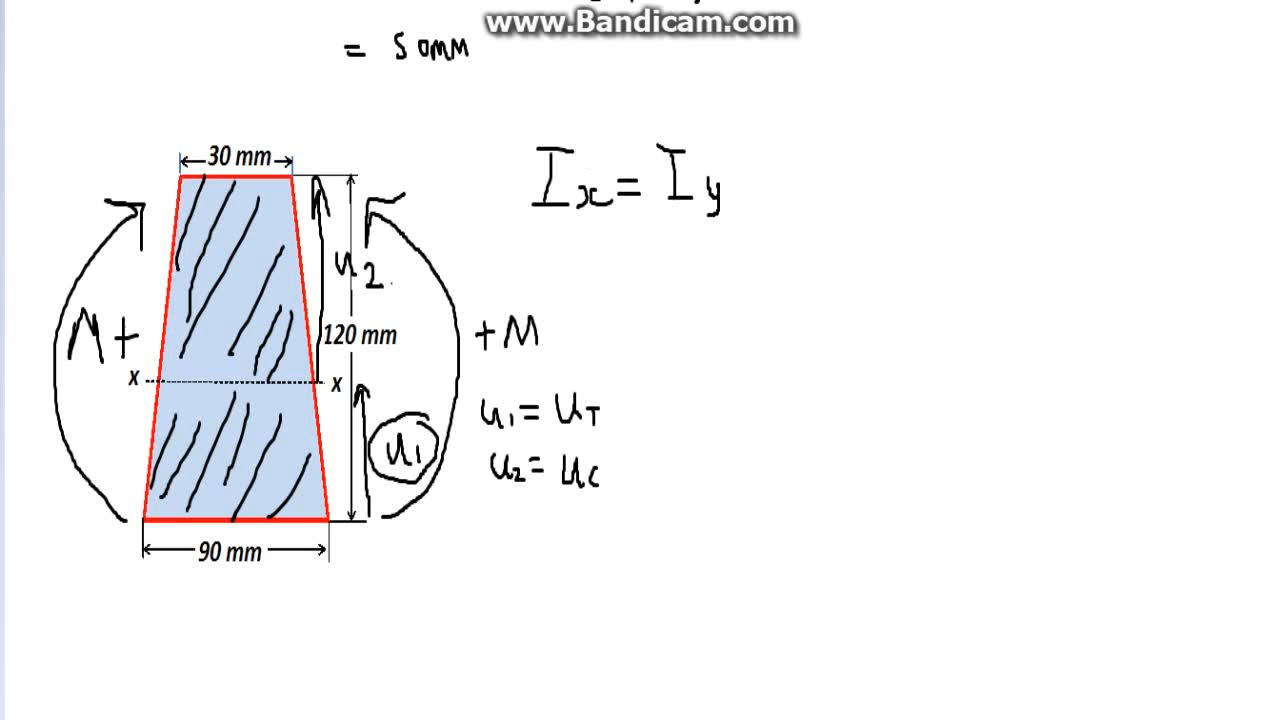 www.Bandicam.com
= 50mm
30 mm
Ix = Iy
u2
M+
120 mm
+M
x
x
u1 = uT
u1
u2 = uc
90 mm